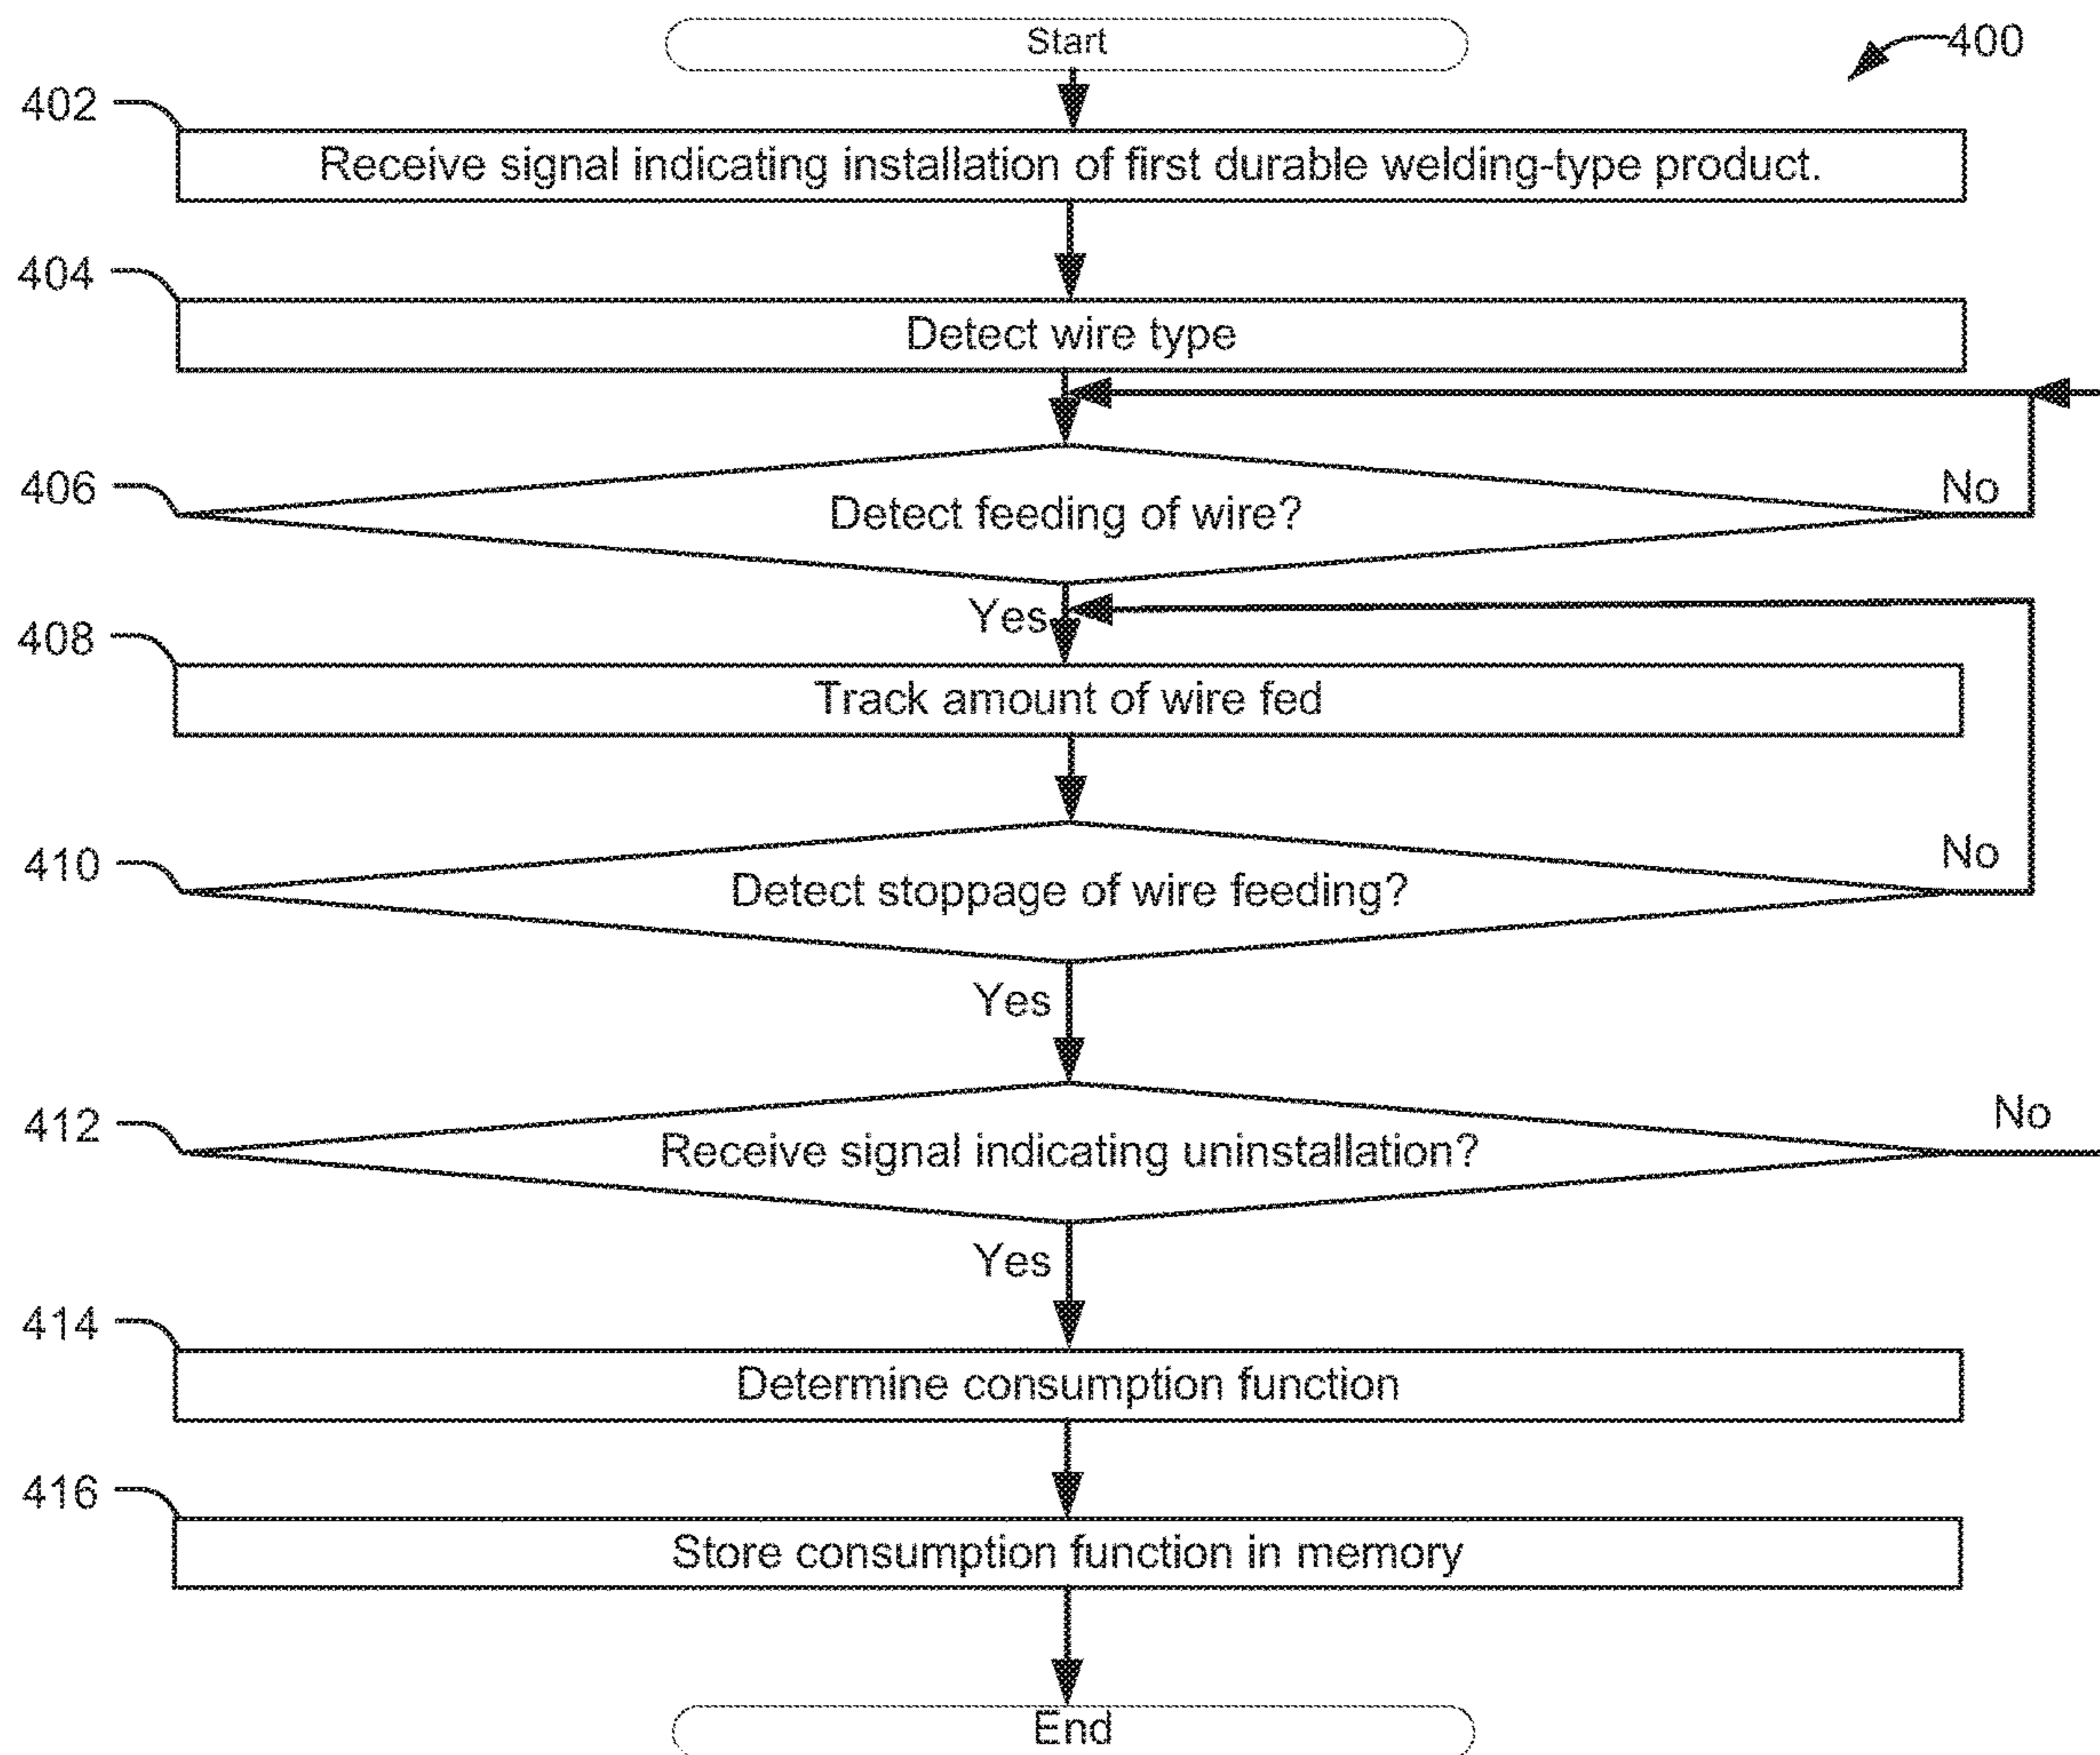 Start
400
402
Receive signal indicating installation of first durable welding-type product.
404
Detect wire type
406
Detect feeding of wire?
No
Yes
408
Track amount of wire fed
410
Detect stoppage of wire feeding?
No
Yes
412
Receive signal indicating uninstallation?
No
Yes
414
Determine consumption function
416
Store consumption function in memory
End